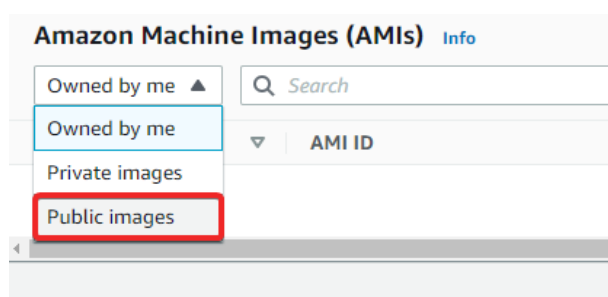 Amazon Machine Images (AMIs) Info
Owned by me Search
Owned by me
AMI ID
Private images
Public images